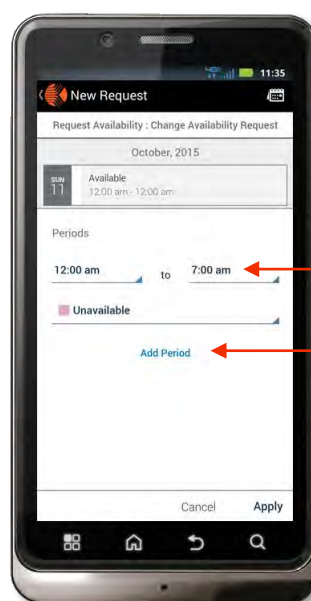 11:35
New Request
Request Availability : Change Availability Request
October, 2015
SUN
11
Available
12:00 am - 12:00 am
Periods
12:00 am to 7:00 am
Unavailable
Add Period
Cancel Apply